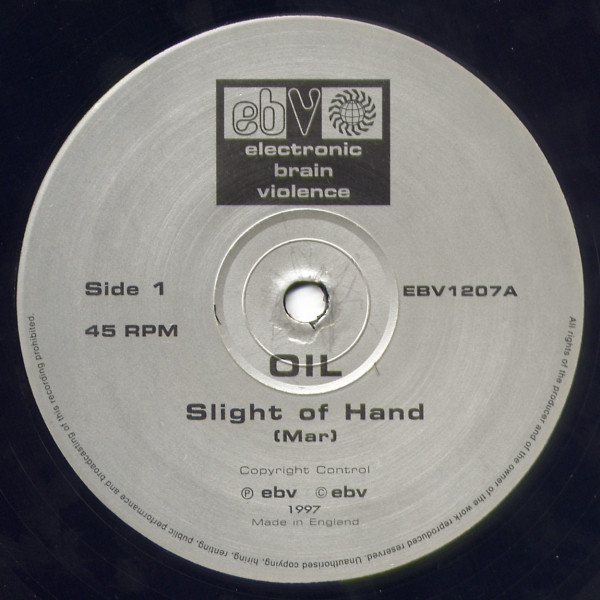 ebv
electronic
brain
violence
Side 1
EBV1207A
45 RPM
OIL
Slight of Hand
(Mar)
Copyright Control
℗ ebv © ebv
1997
Made in England
All rights of the producer and of the owner of the work reproduced reserved. Unauthorised copying, hiring, renting, public performance and broadcasting of this recording prohibited.